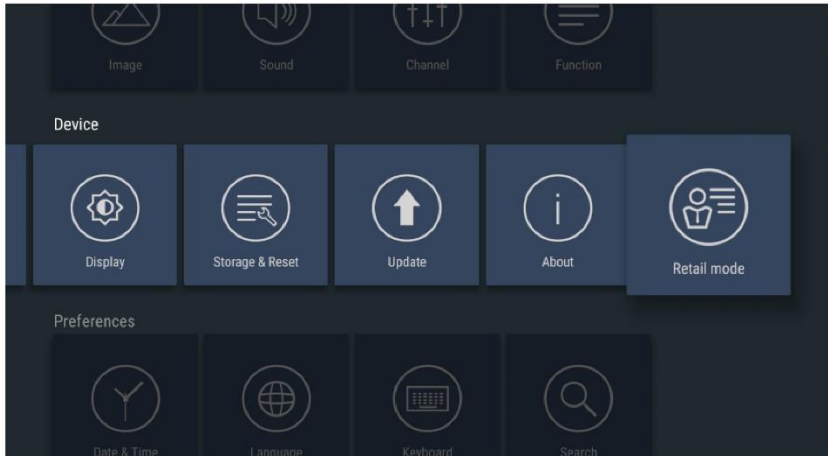 Image
Sound
Channel
Function
Device
Display
Storage & Reset
Update
About
Retail mode
Preferences
Date & Time
Language
Keyboard
Search